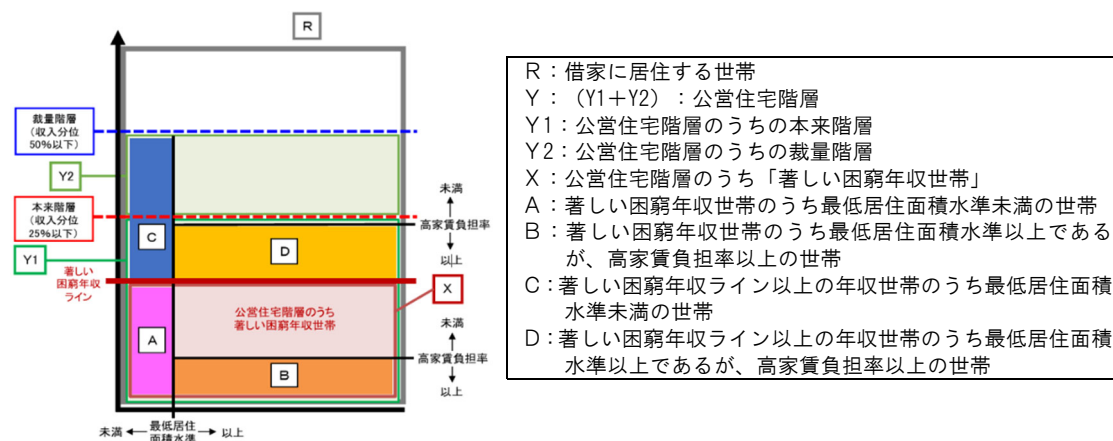 R
裁量階層
(収入分位
50%以下)
Y2
本来階層
(収入分位
25%以下)
Y1
著しい
困窮年収
ライン
C
D
A
B
公営住宅階層のうち
著しい困窮年収世帯
X
未満
高家賃負担率
以上
未満
高家賃負担率
以上
未満
最低居住
面積水準
以上
R：借家に居住する世帯
Y：（Y1＋Y2）：公営住宅階層
Y1：公営住宅階層のうちの本来階層
Y2：公営住宅階層のうちの裁量階層
X：公営住宅階層のうち「著しい困窮年収世帯」
A：著しい困窮年収世帯のうち最低居住面積水準未満の世帯
B：著しい困窮年収世帯のうち最低居住面積水準以上である
が、高家賃負担率以上の世帯
C：著しい困窮年収ライン以上の年収世帯のうち最低居住面積
水準未満の世帯
D：著しい困窮年収ライン以上の年収世帯のうち最低居住面積
水準以上であるが、高家賃負担率以上の世帯